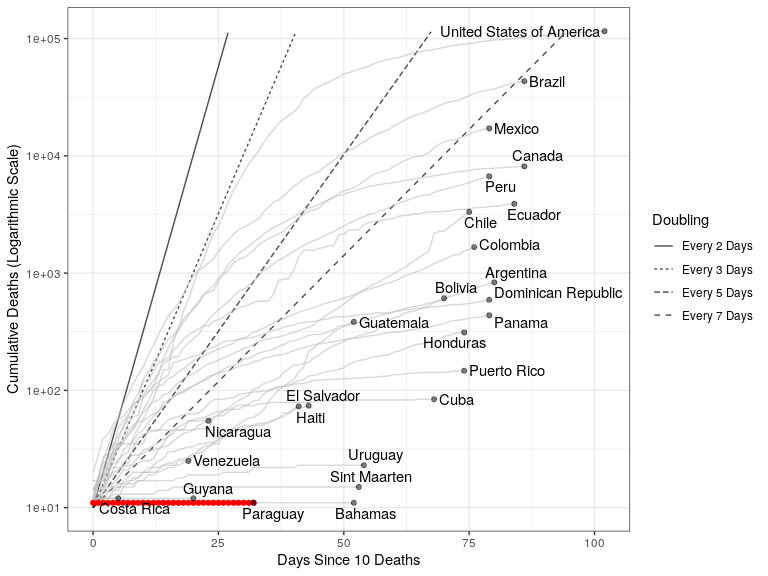 1e+05
1e+04
1e+03
1e+02
1e+01
Cumulative Deaths (Logarithmic Scale)
United States of America
Brazil
Mexico
Canada
Peru
Ecuador
Chile
Colombia
Argentina
Bolivia
Dominican Republic
Guatemala
Panama
Honduras
Puerto Rico
El Salvador
Cuba
Haiti
Nicaragua
Uruguay
Venezuela
Sint Maarten
Guyana
Costa Rica
Paraguay
Bahamas
0
25
50
75
100
Days Since 10 Deaths
Doubling
Every 2 Days
Every 3 Days
Every 5 Days
Every 7 Days